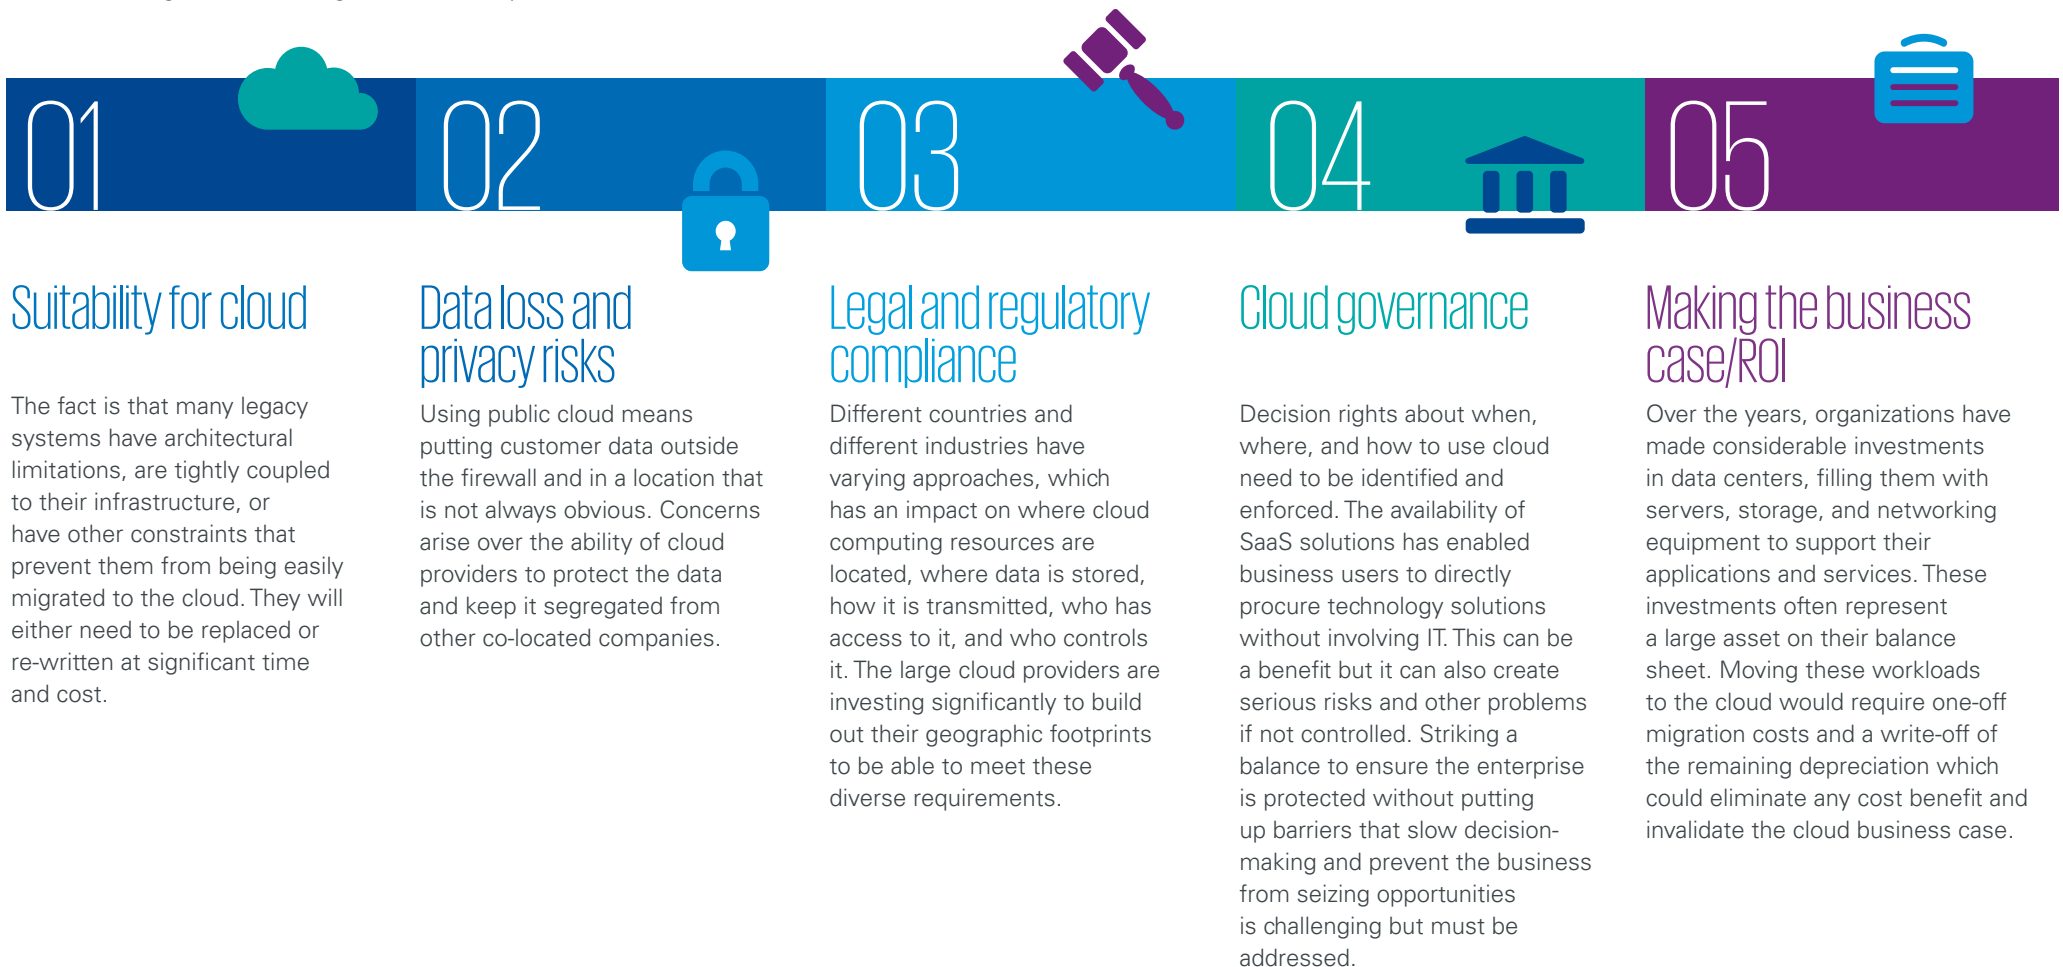 01
02
03
04
05
Suitability for cloud
The fact is that many legacy
systems have architectural
limitations, are tightly coupled
to their infrastructure, or
have other constraints that
prevent them from being easily
migrated to the cloud. They will
either need to be replaced or
re-written at significant time
and cost.
Data loss and
privacy risks
Using public cloud means
putting customer data outside
the firewall and in a location that
is not always obvious. Concerns
arise over the ability of cloud
providers to protect the data
and keep it segregated from
other co-located companies.
Legal and regulatory
compliance
Different countries and
different industries have
varying approaches, which
has an impact on where cloud
computing resources are
located, where data is stored,
how it is transmitted, who has
access to it, and who controls
it. The large cloud providers are
investing significantly to build
out their geographic footprints
to be able to meet these
diverse requirements.
Cloud governance
Decision rights about when,
where, and how to use cloud
need to be identified and
enforced. The availability of
SaaS solutions has enabled
business users to directly
procure technology solutions
without involving IT. This can be
a benefit but it can also create
serious risks and other problems
if not controlled. Striking a
balance to ensure the enterprise
is protected without putting
up barriers that slow decision-
making and prevent the business
from seizing opportunities
is challenging but must be
addressed.
Making the business
case/ROI
Over the years, organizations have
made considerable investments
in data centers, filling them with
servers, storage, and networking
equipment to support their
applications and services. These
investments often represent
a large asset on their balance
sheet. Moving these workloads
to the cloud would require one-off
migration costs and a write-off of
the remaining depreciation which
could eliminate any cost benefit and
invalidate the cloud business case.